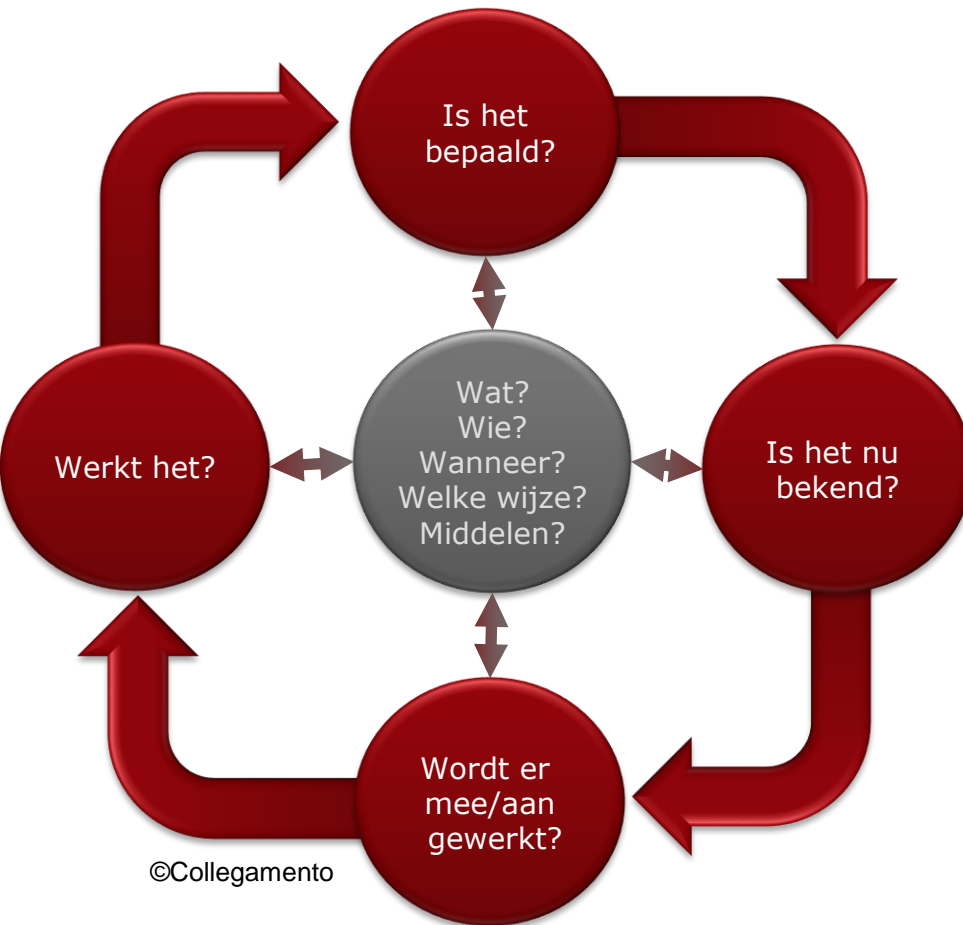 Is het
bepaald?
Is het nu
bekend?
Wordt er
mee/aan
gewerkt?
Werkt het?
Wat?
Wie?
Wanneer?
Welke wijze?
Middelen?
©Collegamento